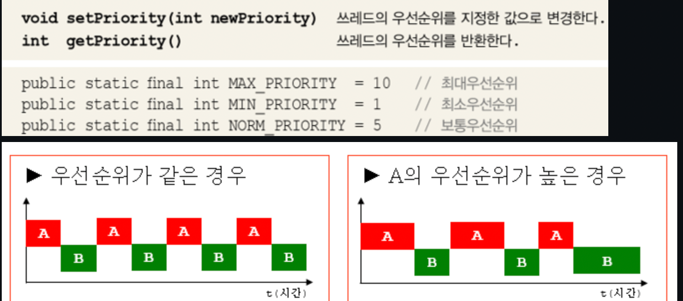 void setPriority(int newPriority) 쓰레드의 우선순위를 지정한 값으로 변경한다.
int getPriority() 쓰레드의 우선순위를 반환한다.
public static final int MAX_PRIORITY = 10 // 최대우선순위
public static final int MIN_PRIORITY = 1 // 최소우선순위
public static final int NORM_PRIORITY = 5 // 보통우선순위
▶ 우선순위가 같은 경우
A A A A
B B B B
t(시간)
▶ A의 우선순위가 높은 경우
A A A
B B B
t(시간)